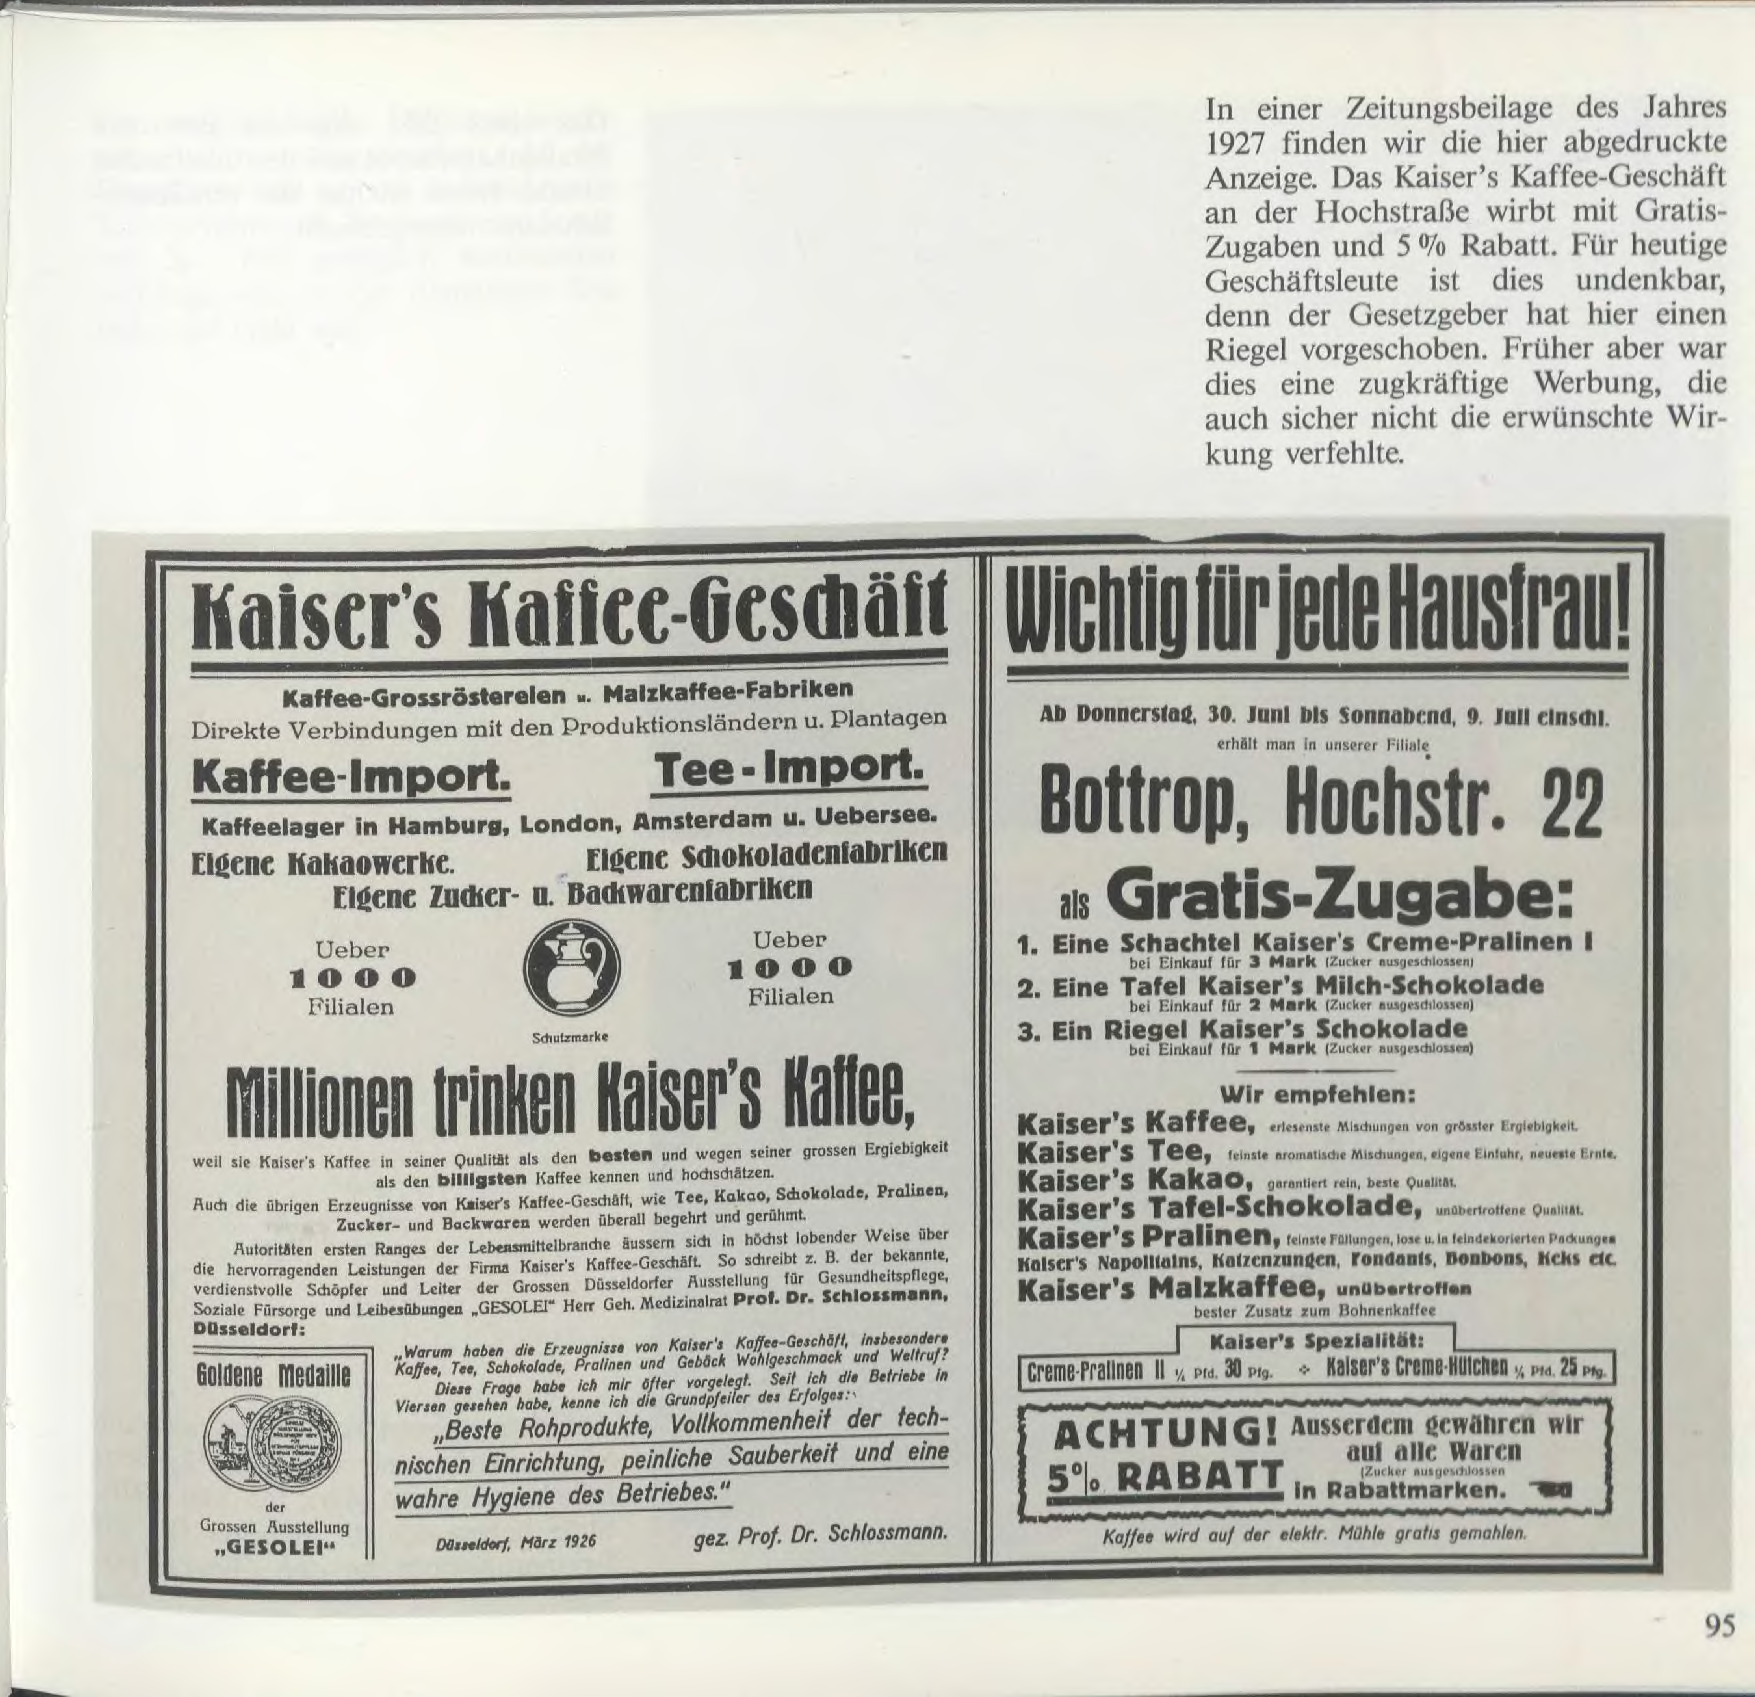 In einer Zeitungsbeilage des Jahres
1927 finden wir die hier abgedruckte
Anzeige. Das Kaiser's Kaffee-Geschäft
an der Hochstraße wirbt mit Gratis-
Zugaben und 5 % Rabatt. Für heutige
Geschäftsleute ist dies undenkbar,
denn der Gesetzgeber hat hier einen
Riegel vorgeschoben. Früher aber war
dies eine zugkräftige Werbung, die
auch sicher nicht die erwünschte Wir-
kung verfehlte.
Kaiser's Kaffee-Geschäft
Kaffee-Grossröstereien u. Malzkaffee-Fabriken
Direkte Verbindungen mit den Produktionsländern u. Plantagen
Kaffee-Import. Tee-Import.
Kaffeelager in Hamburg, London, Amsterdam u. Uebersee.
Eigene Kakaowerke. Eigene Schokoladenfabriken
Eigene Zucker- u. Backwarenfabriken
Ueber
1000
Filialen
Schutzmarke
Ueber
1000
Filialen
Millionen trinken Kaiser's Kaffee,
weil sie Kaiser's Kaffee in seiner Qualität als den besten und wegen seiner grossen Ergiebigkeit
als den billigsten Kaffee kennen und hochschätzen.
Auch die übrigen Erzeugnisse von Kaiser's Kaffee-Geschäft, wie Tee, Kakao, Schokolade, Pralinen,
Zucker- und Backwaren werden überall begehrt und gerühmt.
Autoritäten ersten Ranges der Lebensmittelbranche äussern sich in höchst lobender Weise über
die hervorragenden Leistungen der Firma Kaiser's Kaffee-Geschäft. So schreibt z. B. der bekannte,
verdienstvolle Schöpfer und Leiter der Grossen Düsseldorfer Ausstellung für Gesundheitspflege,
Soziale Fürsorge und Leibesübungen „GESOLEI“ Herr Geh. Medizinalrat Prof. Dr. Schlossmann,
Düsseldorf:
Goldene Medaille
der
Grossen Ausstellung
„GESOLEI“
„Warum haben die Erzeugnisse von Kaiser's Kaffee-Geschäft, insbesondere
Kaffee, Tee, Schokolade, Pralinen und Gebäck Wohlgeschmack und Weltruf?
Diese Frage habe ich mir öfter vorgelegt. Seit ich die Betriebe in
Viersen gesehen habe, kenne ich die Grundpfeiler des Erfolges:
„Beste Rohprodukte, Vollkommenheit der tech-
nischen Einrichtung, peinliche Sauberkeit und eine
wahre Hygiene des Betriebes."
Düsseldorf, März 1926 gez. Prof. Dr. Schlossmann.
Wichtig für jede Hausfrau!
Ab Donnerstag, 30. Juni bis Sonnabend, 9. Juli einschl.
erhält man in unserer Filiale
Bottrop, Hochstr. 22
als Gratis-Zugabe:
1. Eine Schachtel Kaiser's Creme-Pralinen I
bei Einkauf für 3 Mark (Zucker ausgeschlossen)
2. Eine Tafel Kaiser's Milch-Schokolade
bei Einkauf für 2 Mark (Zucker ausgeschlossen)
3. Ein Riegel Kaiser's Schokolade
bei Einkauf für 1 Mark (Zucker ausgeschlossen)
Wir empfehlen:
Kaiser's Kaffee, erlesenste Mischungen von grösster Ergiebigkeit.
Kaiser's Tee, feinste aromatische Mischungen, eigene Einfuhr, neueste Ernte.
Kaiser's Kakao, garantiert rein, beste Qualität.
Kaiser's Tafel-Schokolade, unübertroffene Qualität.
Kaiser's Pralinen, feinste Füllungen, lose u. in feindekorierten Packungen
Kaiser's Napolitains, Katzenzungen, Fondants, Bonbons, Keks etc.
Kaiser's Malzkaffee, unübertroffen
bester Zusatz zum Bohnenkaffee
Kaiser's Spezialität:
Creme-Pralinen II ¼ Pfd. 30 Pfg. Kaiser's Creme-Hütchen ¼ Pfd. 25 Pfg.
ACHTUNG! Ausserdem gewähren wir
auf alle Waren
(Zucker ausgeschlossen
5% RABATT in Rabattmarken.
Kaffee wird auf der elektr. Mühle gratis gemahlen.
95